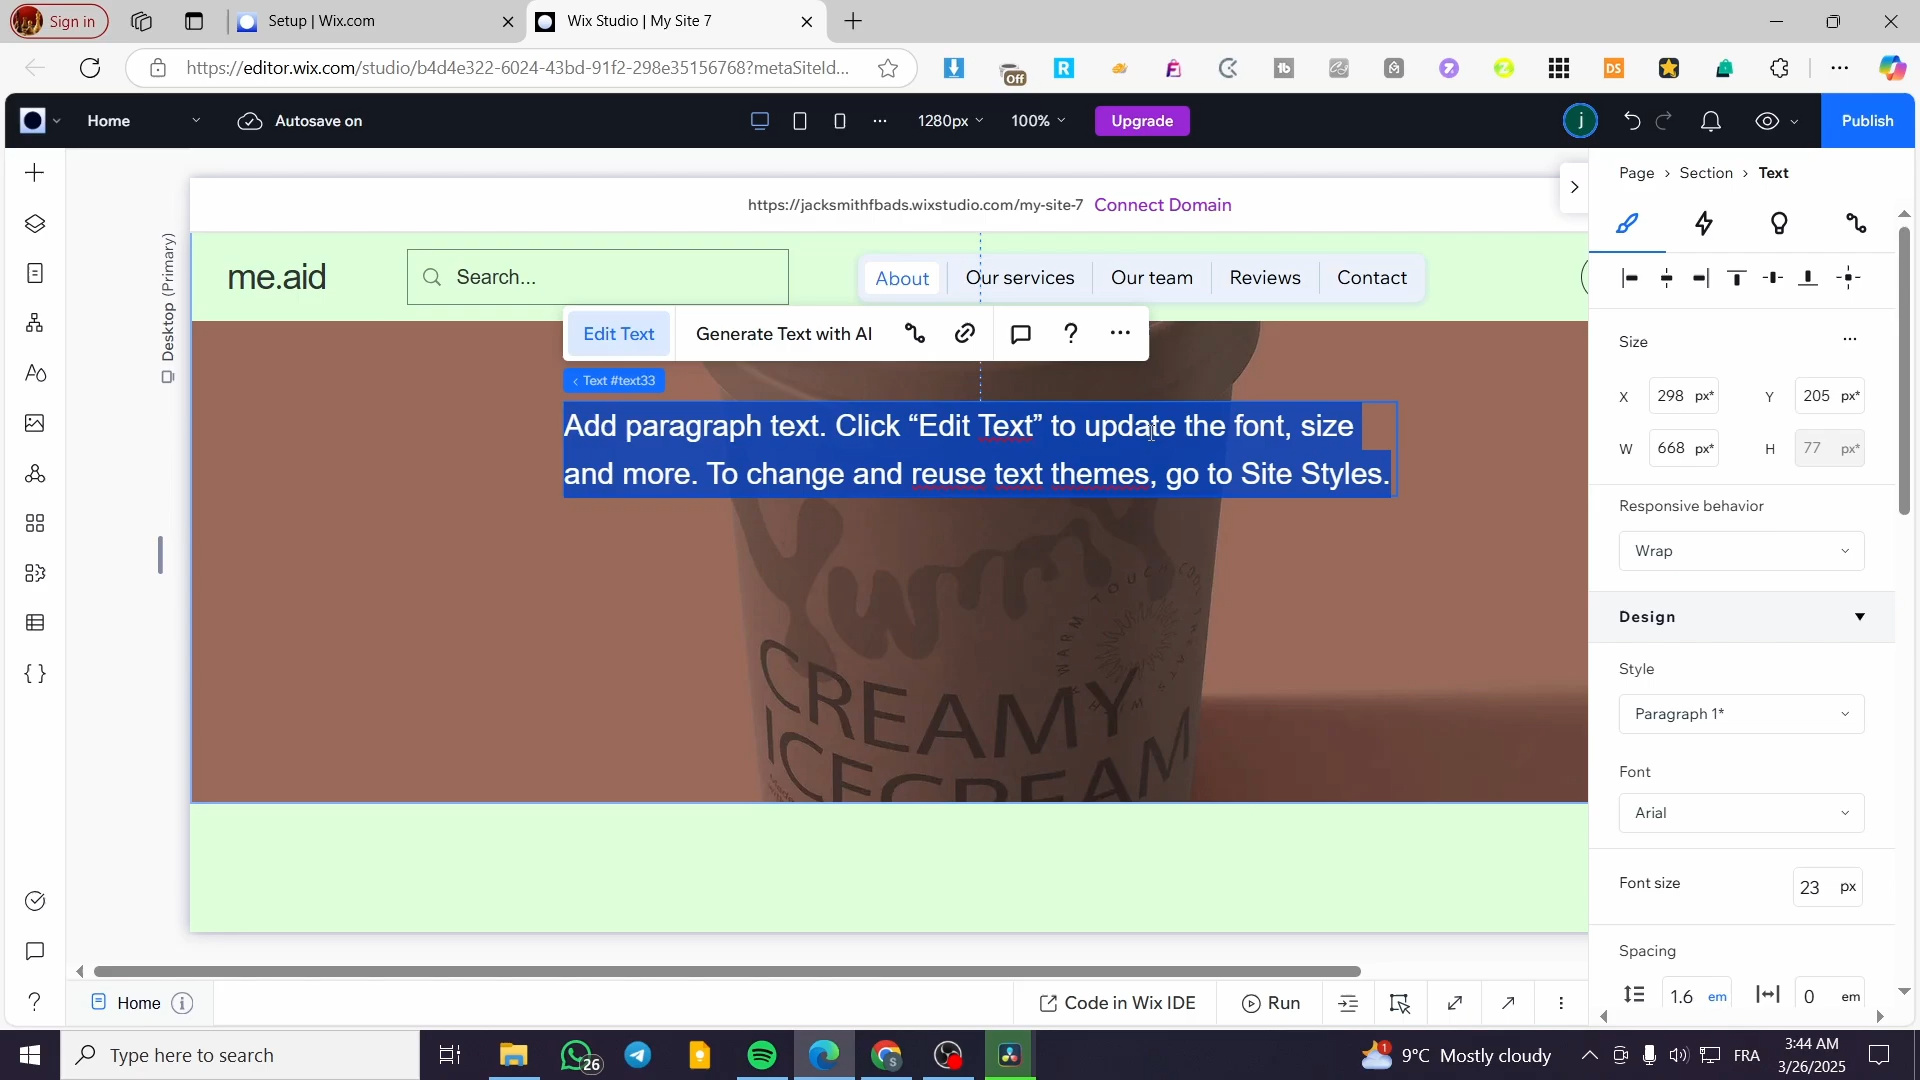 Sign in
Setup | Wix.com
Wix Studio | My Site 7
https://editor.wix.com/studio/b4d4e322-6024-43bd-91f2-298e35156768?metaSiteId...
Off
Home
Autosave on
1280px
100%
Upgrade
j
Publish
Desktop (Primary)
https://jacksmithfbads.wixstudio.com/my-site-7 Connect Domain
me.aid
Search...
About
Our services
Our team
Reviews
Contact
Edit Text
Generate Text with AI
Text #text33
Add paragraph text. Click “Edit Text” to update the font, size
and more. To change and reuse text themes, go to Site Styles.
Yumm
WARM TOUCH
CREAMY
ICECREAM
Page > Section > Text
Size
X 298 px* Y 205 px*
W 668 px* H 77 px*
Responsive behavior
Wrap
Design
Style
Paragraph 1*
Font
Arial
Font size 23 px
Spacing
1.6 em 0 em
Home
Code in Wix IDE
Run
Type here to search
26
9°C Mostly cloudy
FRA
3:44 AM
3/26/2025